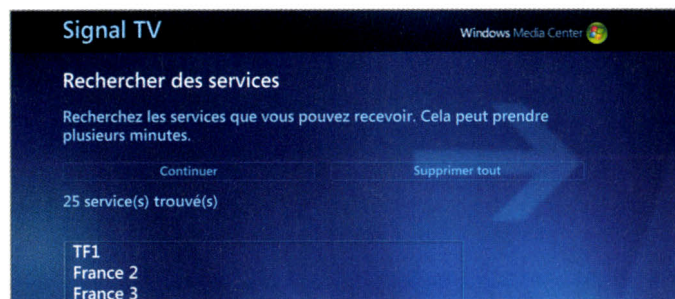 Signal TV
Windows Media Center
Rechercher des services
Recherchez les services que vous pouvez recevoir. Cela peut prendre
plusieurs minutes.
Continuer
Supprimer tout
25 service(s) trouvé(s)
TF1
France 2
France 3